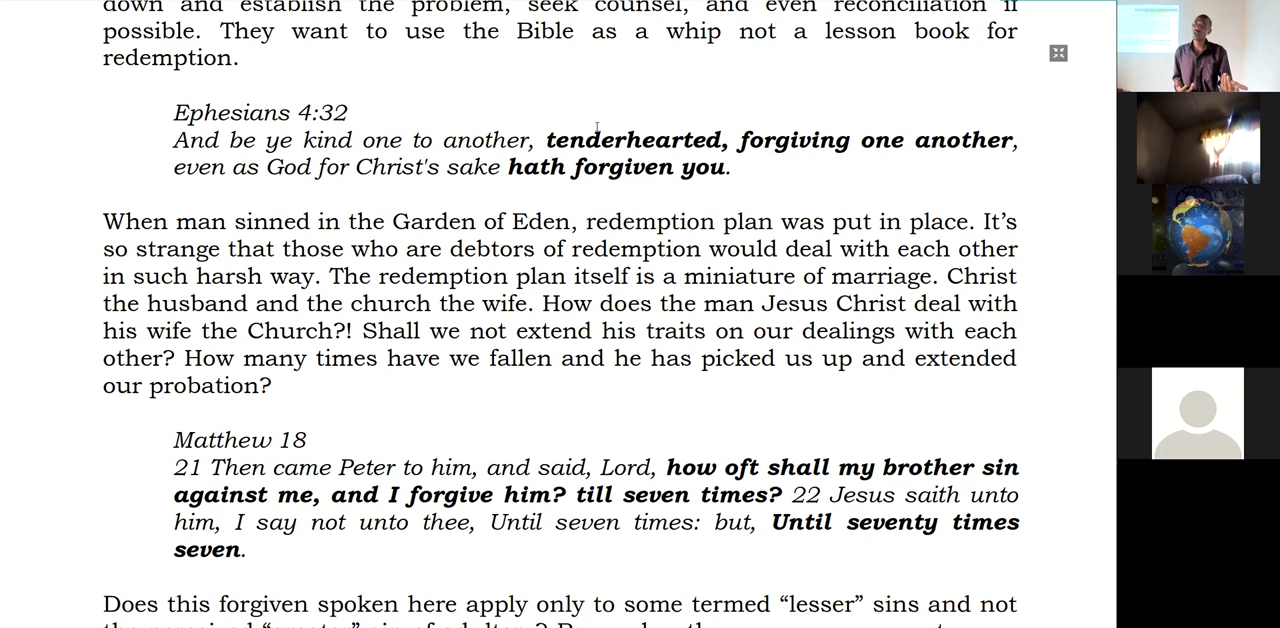 down and establish the problem, seek counsel, and even reconciliation if
possible. They want to use the Bible as a whip not a lesson book for
redemption.
Ephesians 4:32
And be ye kind one to another, tenderhearted, forgiving one another,
even as God for Christ's sake hath forgiven you.
When man sinned in the Garden of Eden, redemption plan was put in place. It’s
so strange that those who are debtors of redemption would deal with each other
in such harsh way. The redemption plan itself is a miniature of marriage. Christ
the husband and the church the wife. How does the man Jesus Christ deal with
his wife the Church?! Shall we not extend his traits on our dealings with each
other? How many times have we fallen and he has picked us up and extended
our probation?
Matthew 18
21 Then came Peter to him, and said, Lord, how oft shall my brother sin
against me, and I forgive him? till seven times? 22 Jesus saith unto
him, I say not unto thee, Until seven times: but, Until seventy times
seven.
Does this forgiven spoken here apply only to some termed “lesser” sins and not